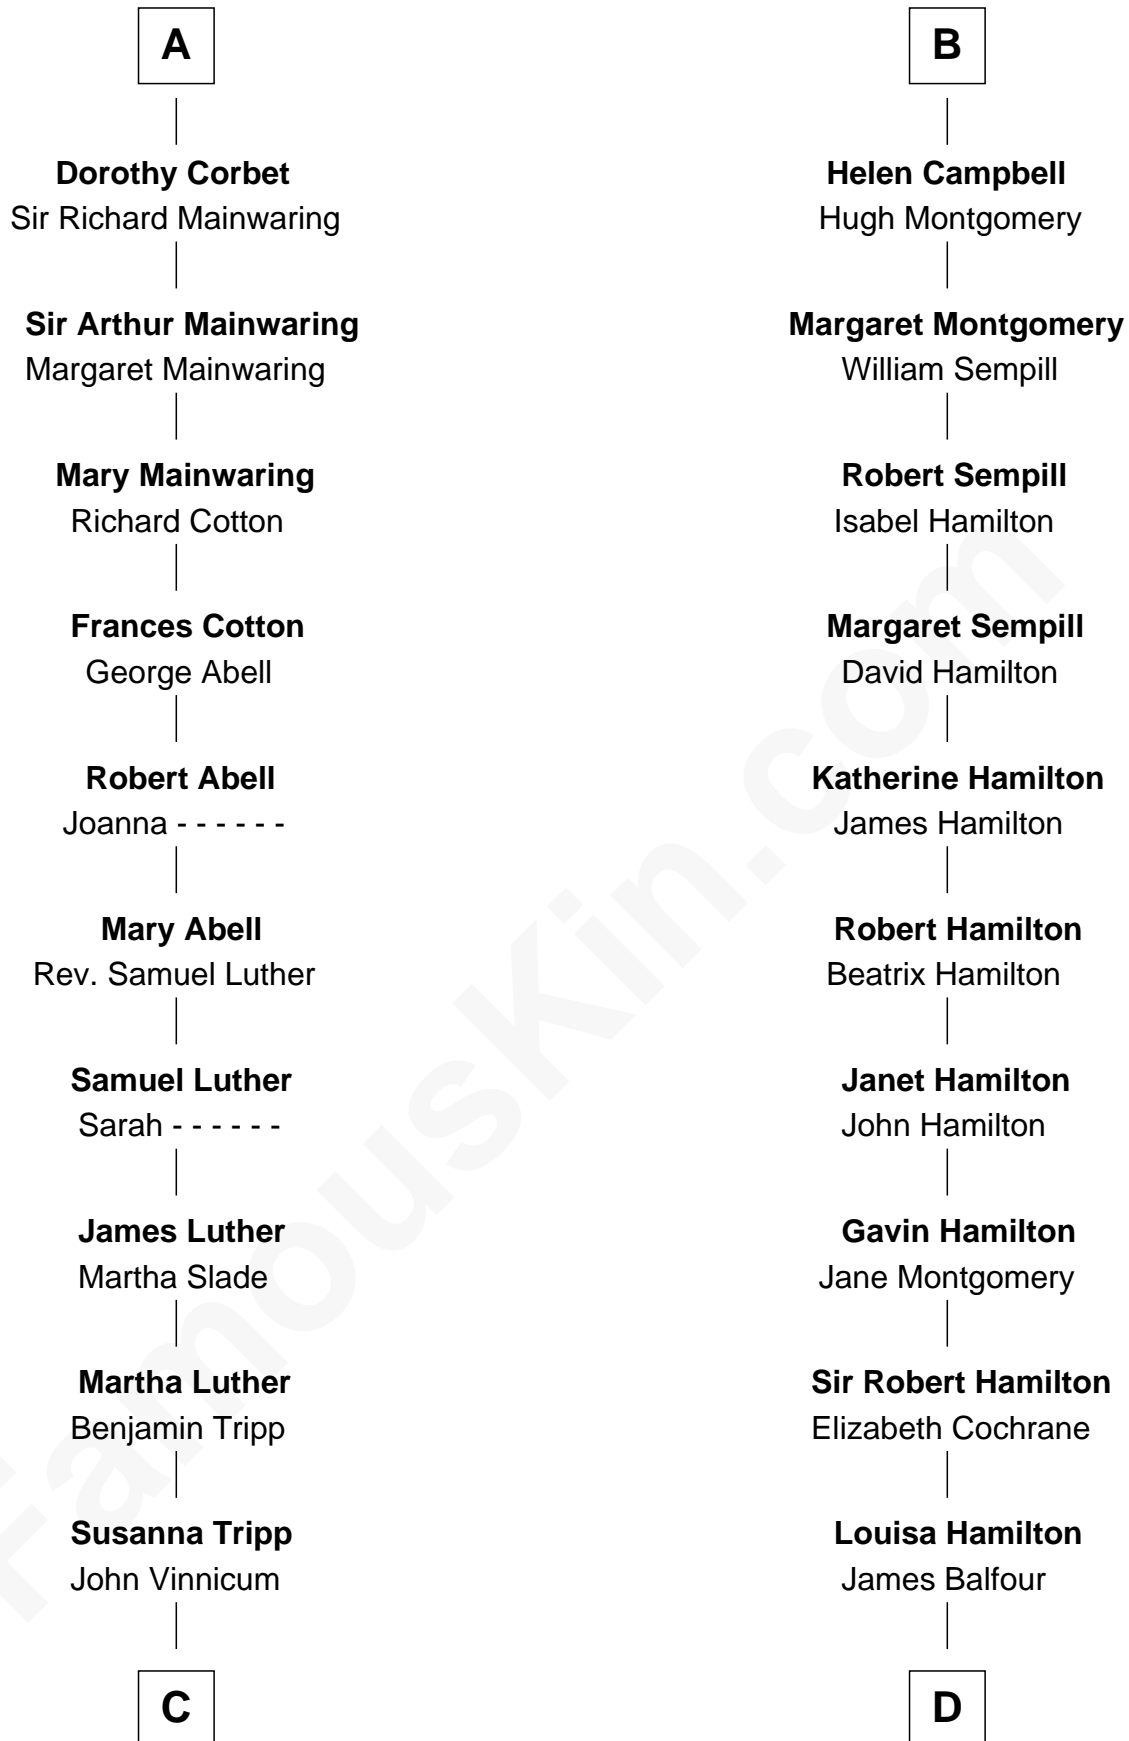 A
Dorothy Corbet
Sir Richard Mainwaring
Sir Arthur Mainwaring
Margaret Mainwaring
Mary Mainwaring
Richard Cotton
Frances Cotton
George Abell
Robert Abell
Joanna - - - - - -
Mary Abell
Rev. Samuel Luther
Samuel Luther
Sarah - - - - - -
James Luther
Martha Slade
Martha Luther
Benjamin Tripp
Susanna Tripp
John Vinnicum
C
B
Helen Campbell
Hugh Montgomery
Margaret Montgomery
William Sempill
Robert Sempill
Isabel Hamilton
Margaret Sempill
David Hamilton
Katherine Hamilton
James Hamilton
Robert Hamilton
Beatrix Hamilton
Janet Hamilton
John Hamilton
Gavin Hamilton
Jane Montgomery
Sir Robert Hamilton
Elizabeth Cochrane
Louisa Hamilton
James Balfour
D
FamousKin.com